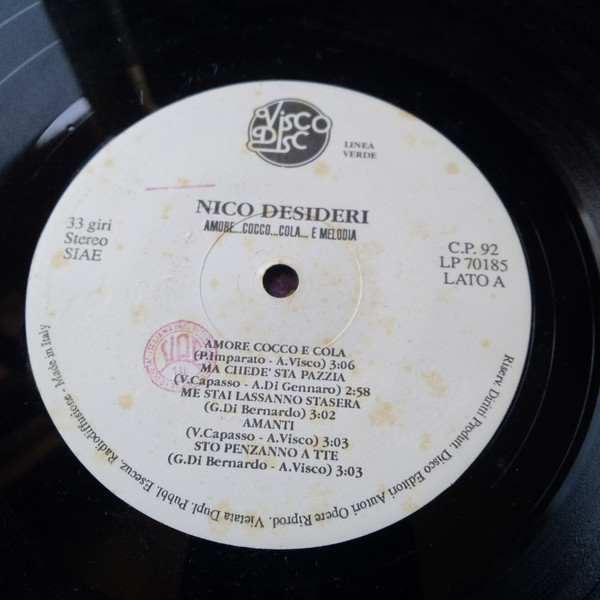 Visco
Disc
LINEA
VERDE
NICO DESIDERI
AMORE...COCCO...COLA... E MELODIA
33 giri
Stereo
SIAE
C.P. 92
LP 70185
LATO A
AMORE COCCO E COLA
(P.Imparato - A.Visco) 3:06
MA CHEDE' STA PAZZIA
(V.Capasso - A.Di Gennaro) 2:58
ME STAI LASSANNO STASERA
(G.Di Bernardo) 3:02
AMANTI
(V.Capasso - A.Visco) 3:03
STO PENZANNO A TTE
(G.Di Bernardo - A.Visco) 3:03
SIAE
Riserv. Diritti Produt. Disco Editori Autori Opere Riprod. Vietata Dupl. Pubbl. Esecuz. Radiodiffusione - Made in Italy